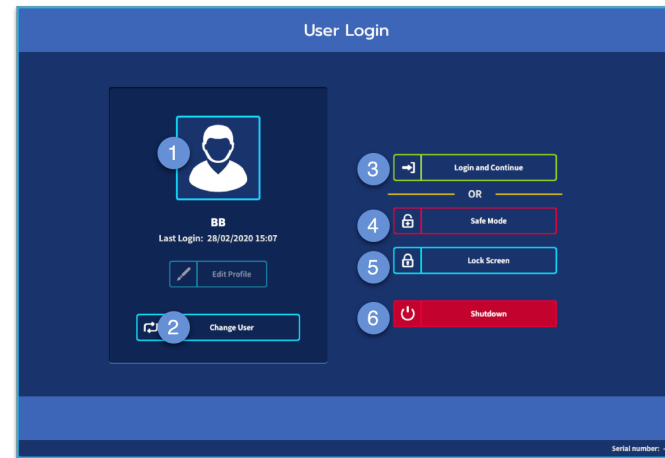 User Login
1
BB
Last Login: 28/02/2020 15:07
Edit Profile
2 Change User
3 Login and Continue
OR
4 Safe Mode
5 Lock Screen
6 Shutdown
Serial number: